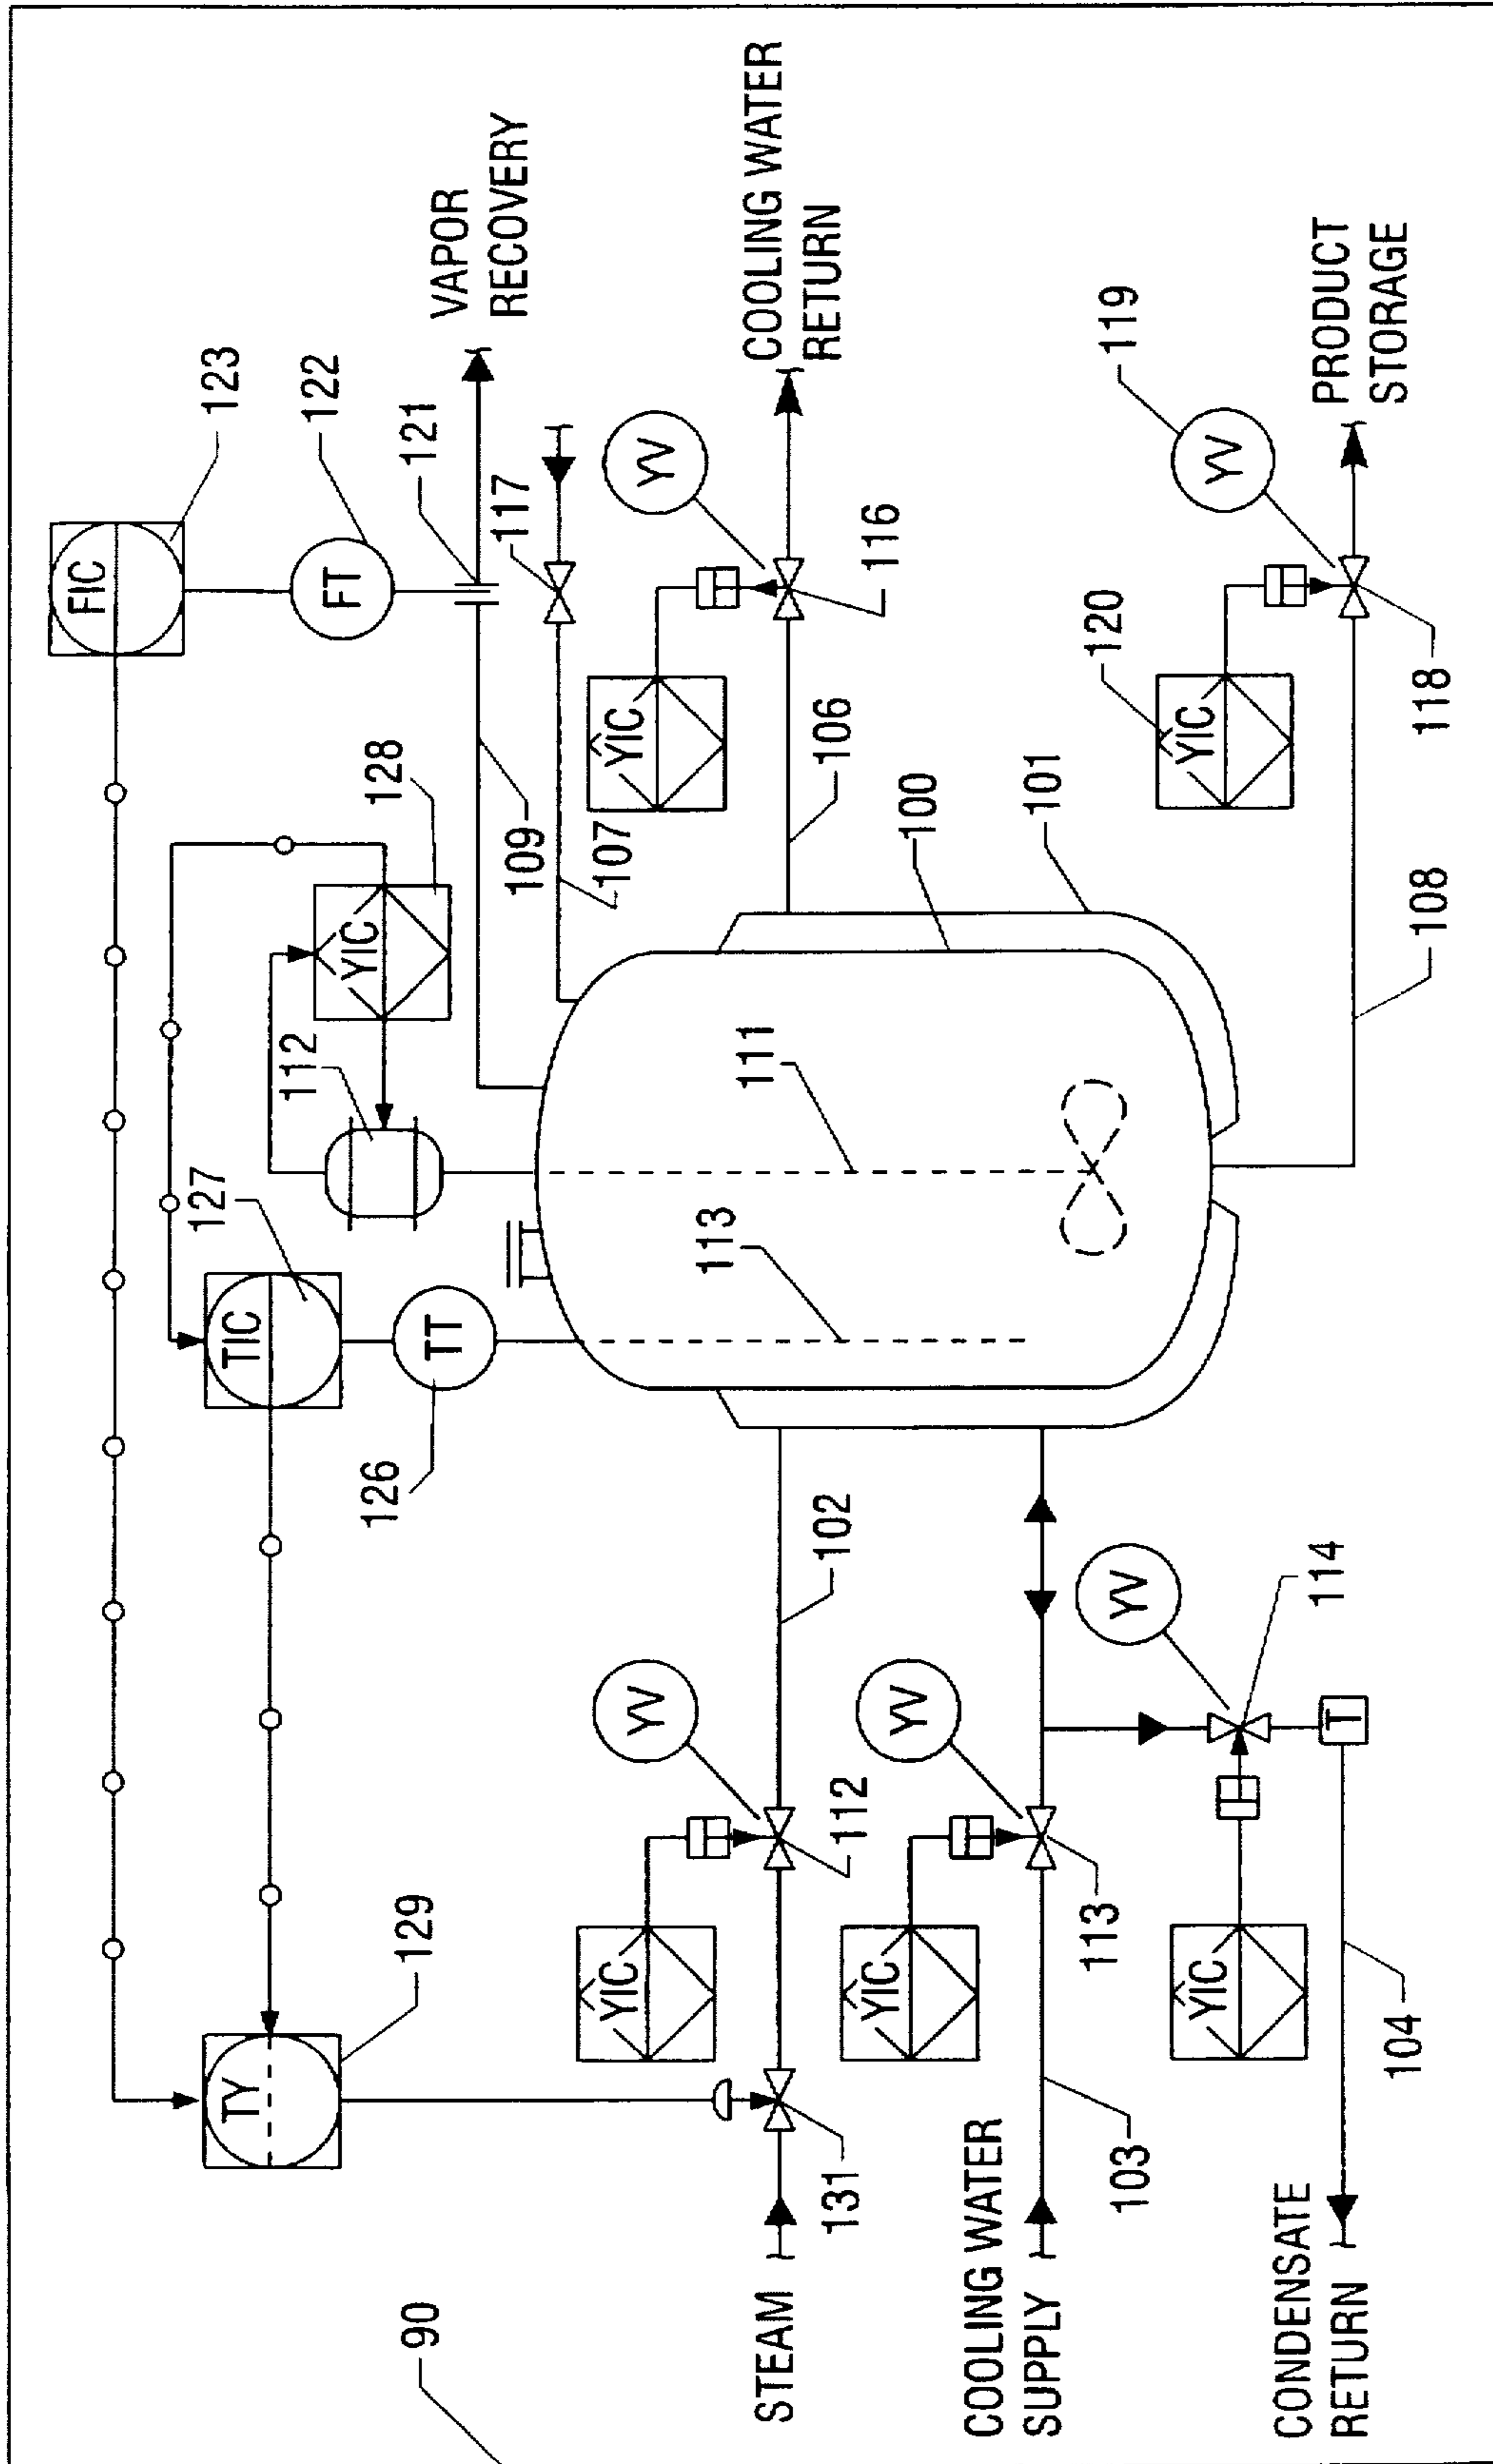 FIC
123
FT
122
VAPOR
RECOVERY
121
117
109
107
YIC
128
112
TIC
127
TT
126
TY
129
113
111
YV
COOLING WATER
RETURN
YIC
116
106
100
101
YV
119
YIC
120
118
PRODUCT
STORAGE
108
102
YV
YIC
112
131
STEAM
YV
YIC
113
COOLING WATER
SUPPLY
103
YV
114
T
YIC
104
CONDENSATE
RETURN
90